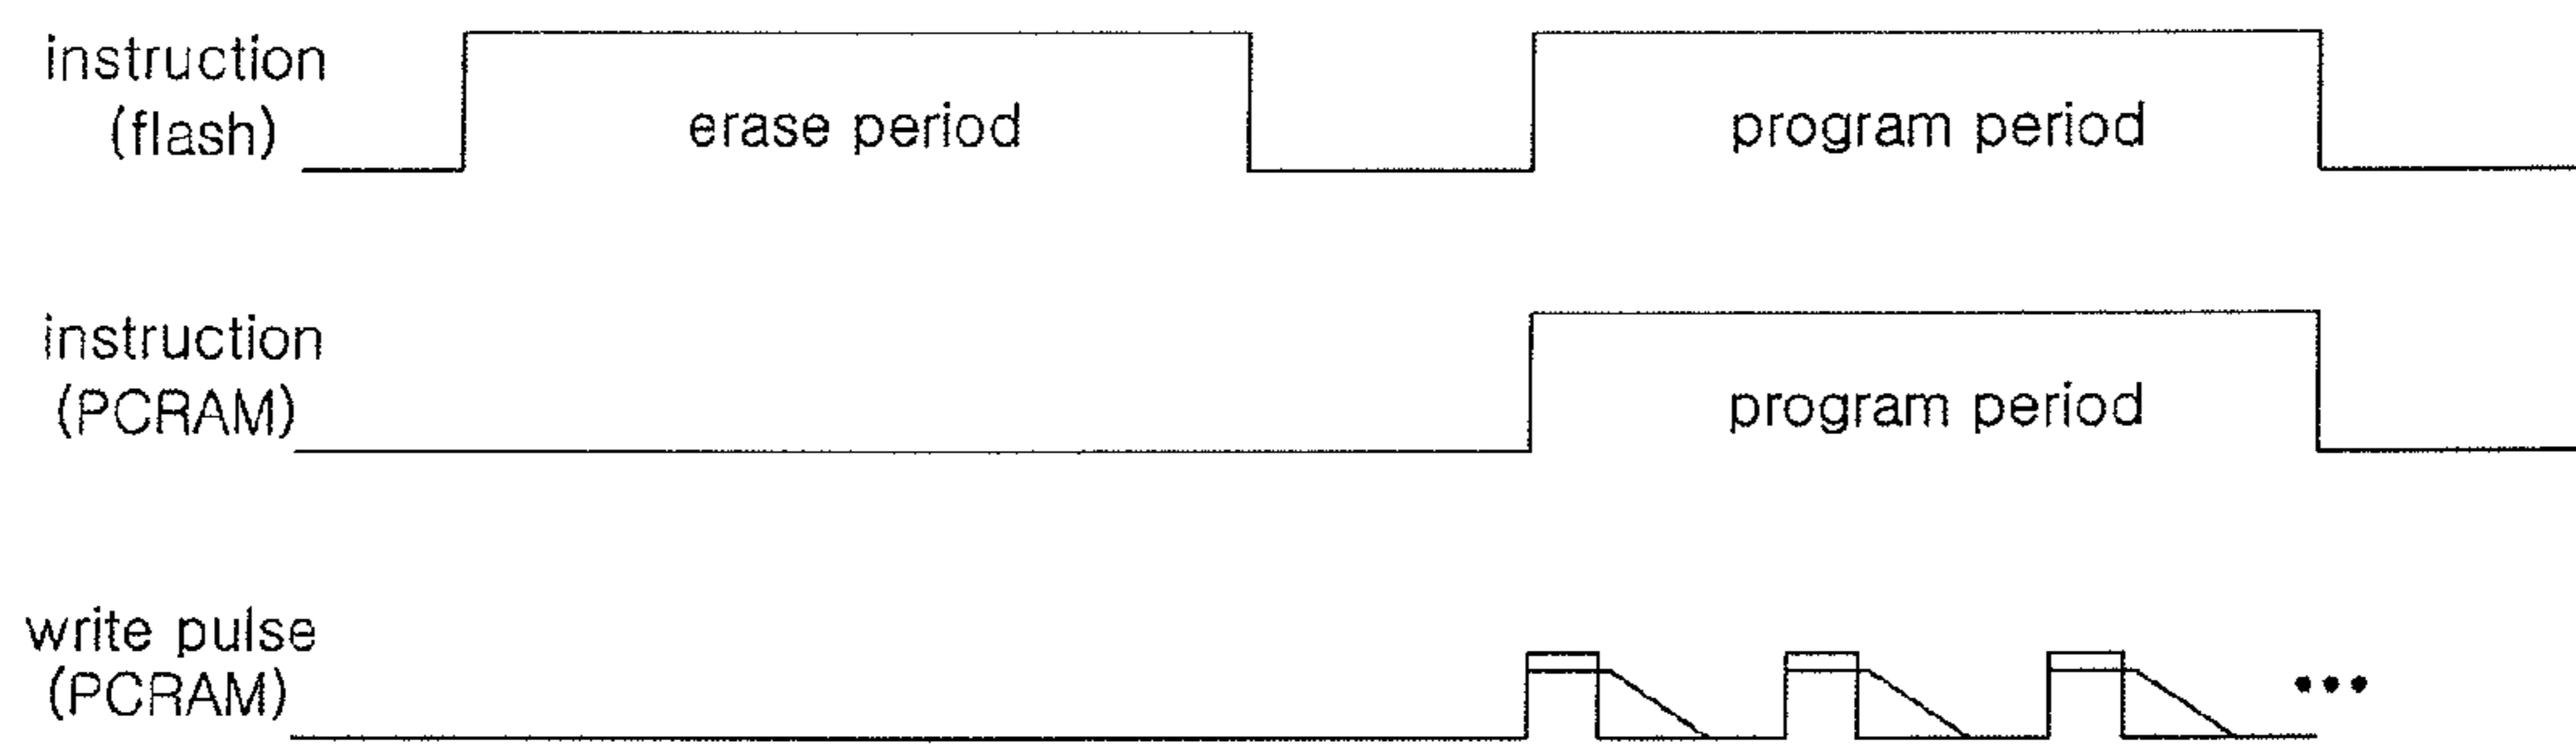 instruction
(flash)
erase period
program period
instruction
(PCRAM)
program period
write pulse
(PCRAM)